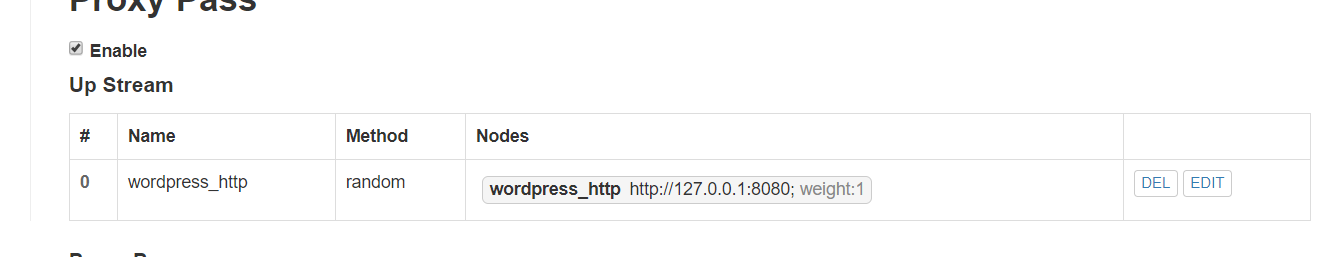 Proxy Pass
Enable
Up Stream
# Name Method Nodes
0 wordpress_http random wordpress_http http://127.0.0.1:8080; weight:1 DEL EDIT